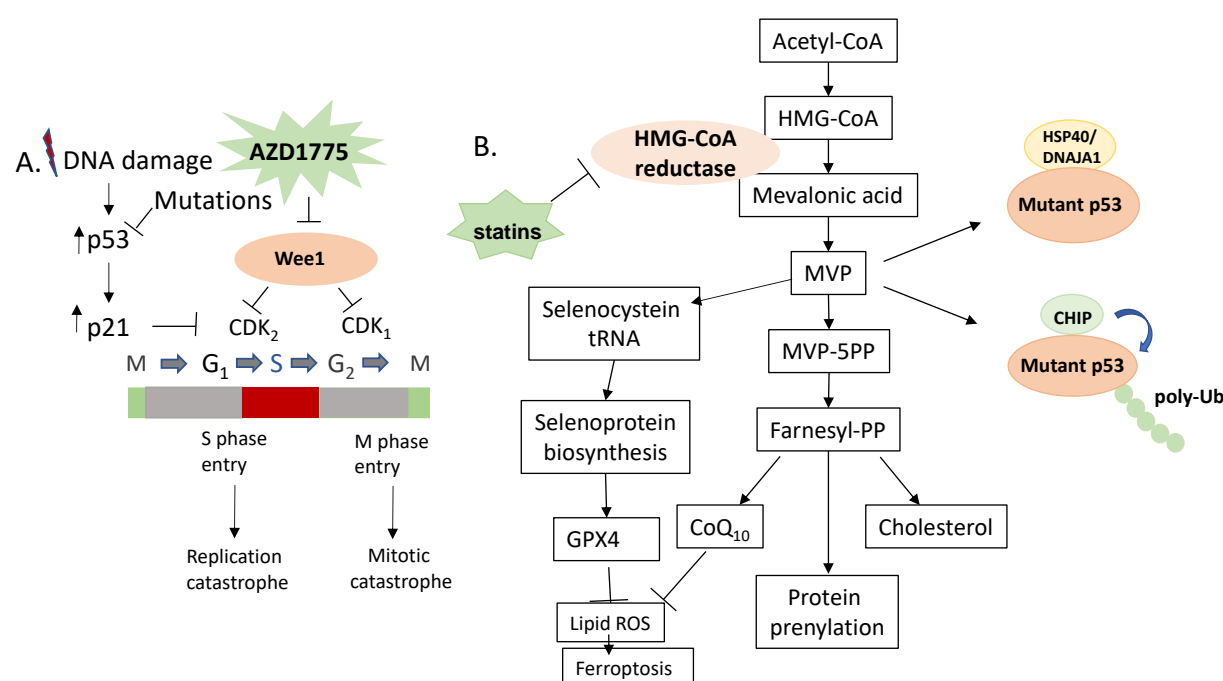 A.
DNA damage
AZD1775
Mutations
p53
Wee1
p21
CDK2
CDK1
M
G1
S
G2
M
S phase
entry
M phase
entry
Replication
catastrophe
Mitotic
catastrophe
B.
Acetyl-CoA
HMG-CoA
HMG-CoA
reductase
statins
Mevalonic acid
MVP
Selenocystein
tRNA
MVP-5PP
Selenoprotein
biosynthesis
Farnesyl-PP
GPX4
CoQ10
Cholesterol
Lipid ROS
Protein
prenylation
Ferroptosis
HSP40/
DNAJA1
Mutant p53
CHIP
Mutant p53
poly-Ub